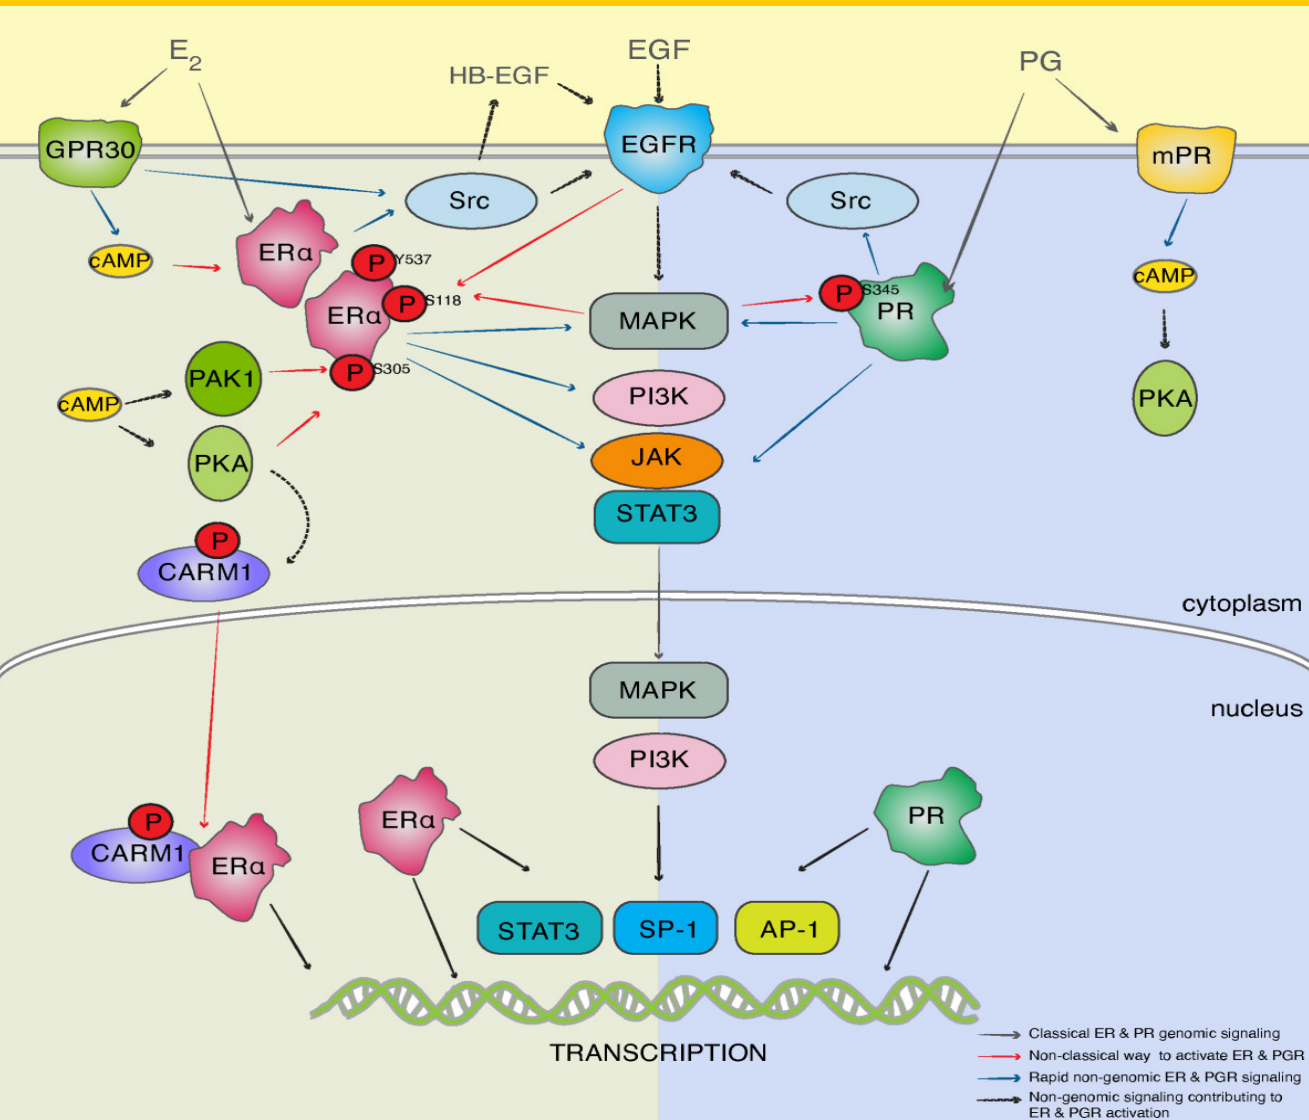 E2
HB-EGF
EGF
PG
GPR30
EGFR
mPR
Src
Src
cAMP
ERα
P Y537
ERα
P S118
P S305
MAPK
P S345
PR
cAMP
PAK1
cAMP
PKA
PI3K
PKA
JAK
STAT3
P
CARM1
cytoplasm
nucleus
MAPK
PI3K
P
CARM1
ERα
ERα
PR
STAT3
SP-1
AP-1
TRANSCRIPTION
Classical ER & PR genomic signaling
Non-classical way to activate ER & PGR
Rapid non-genomic ER & PGR signaling
Non-genomic signaling contributing to
ER & PGR activation